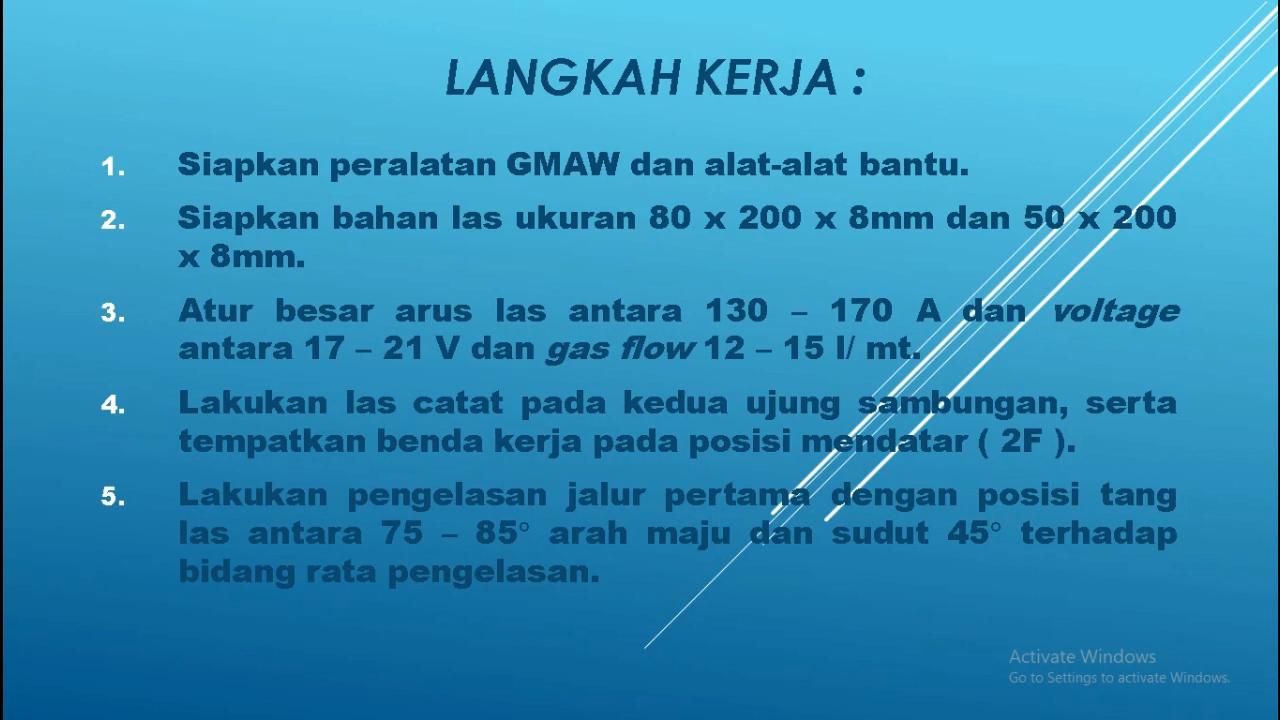 LANGKAH KERJA :
1. Siapkan peralatan GMAW dan alat-alat bantu.
2. Siapkan bahan las ukuran 80 x 200 x 8mm dan 50 x 200
x 8mm.
3. Atur besar arus las antara 130 – 170 A dan voltage
antara 17 – 21 V dan gas flow 12 – 15 l/ mt.
4. Lakukan las catat pada kedua ujung sambungan, serta
tempatkan benda kerja pada posisi mendatar ( 2F ).
5. Lakukan pengelasan jalur pertama dengan posisi tang
las antara 75 – 85° arah maju dan sudut 45° terhadap
bidang rata pengelasan.
Activate Windows
Go to Settings to activate Windows.